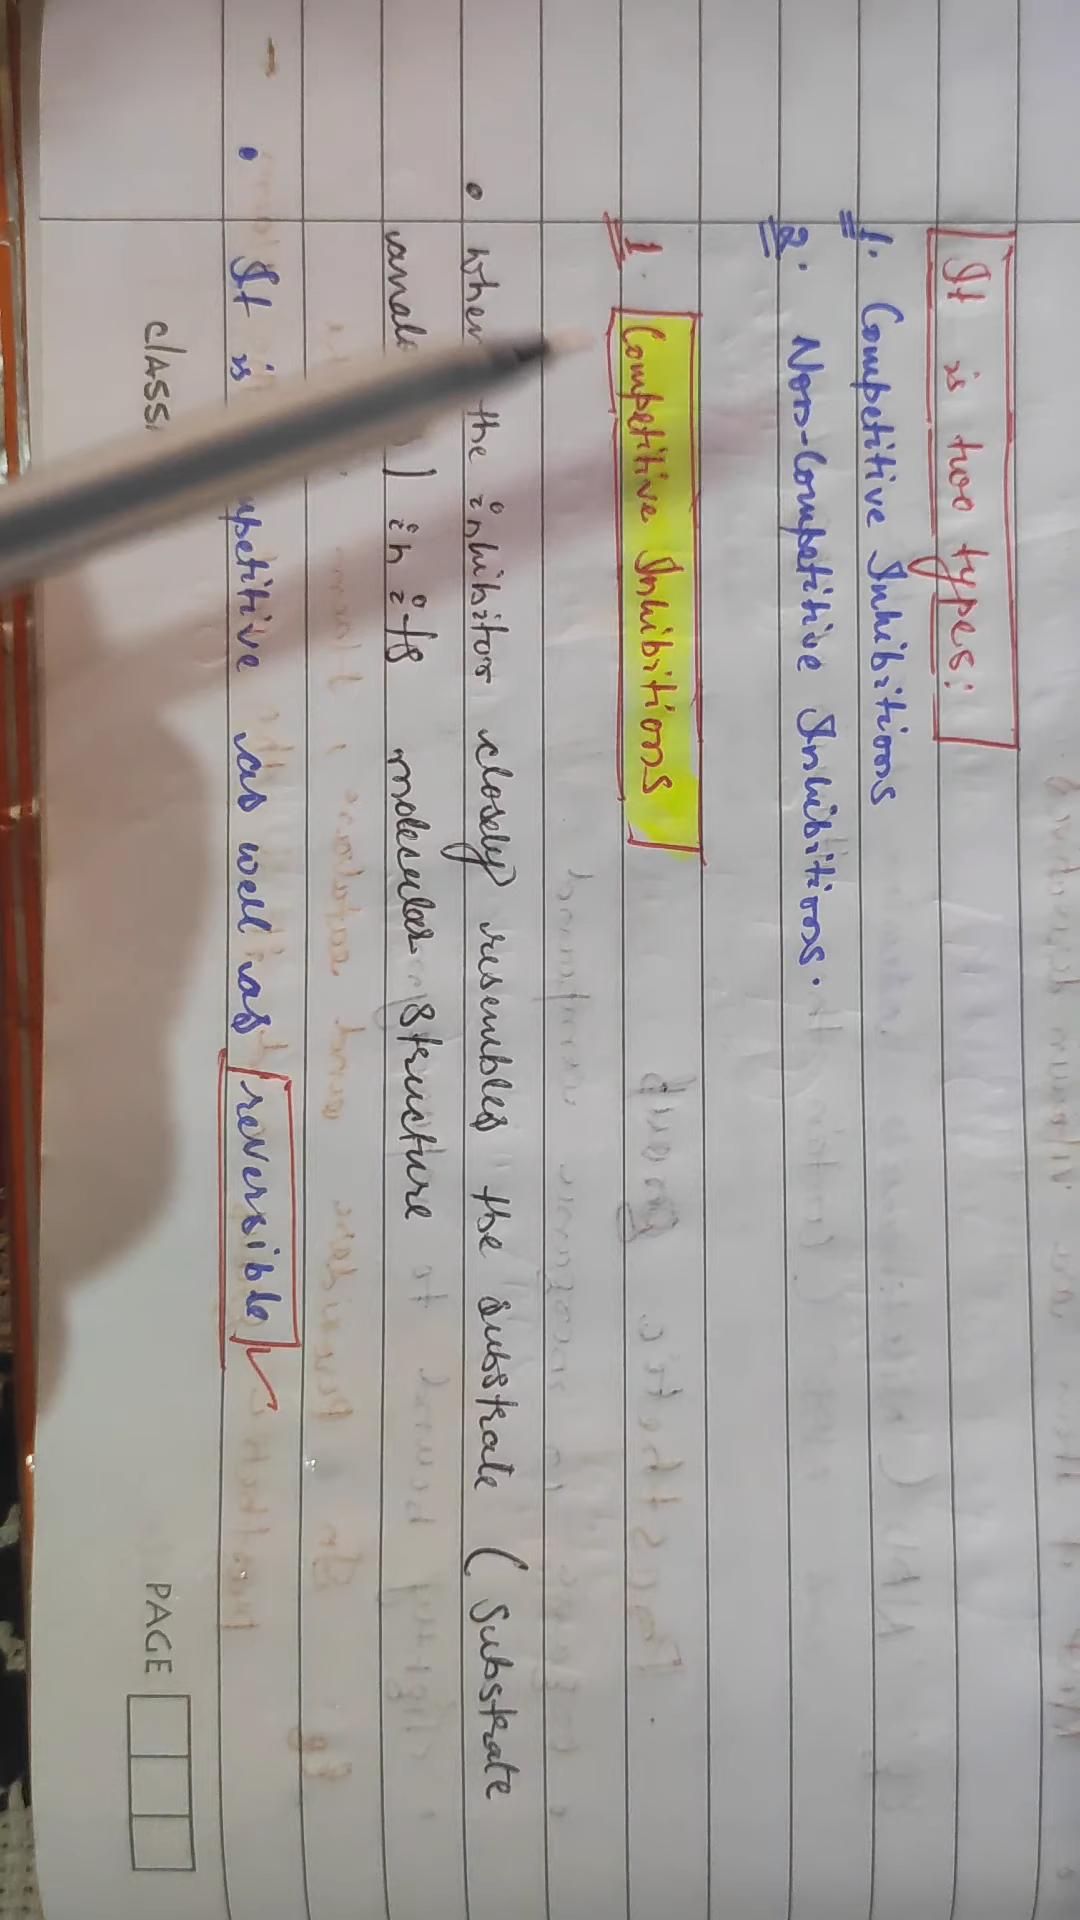 It is two types:
1. Competitive Inhibitions
2. Non-Competitive Inhibitions.
1. Competitive Inhibitions
• when the inhibitor closely resembles the substrate (Substrate
) in its molecular structure
• It is as well as reversible
CLASS
PAGE